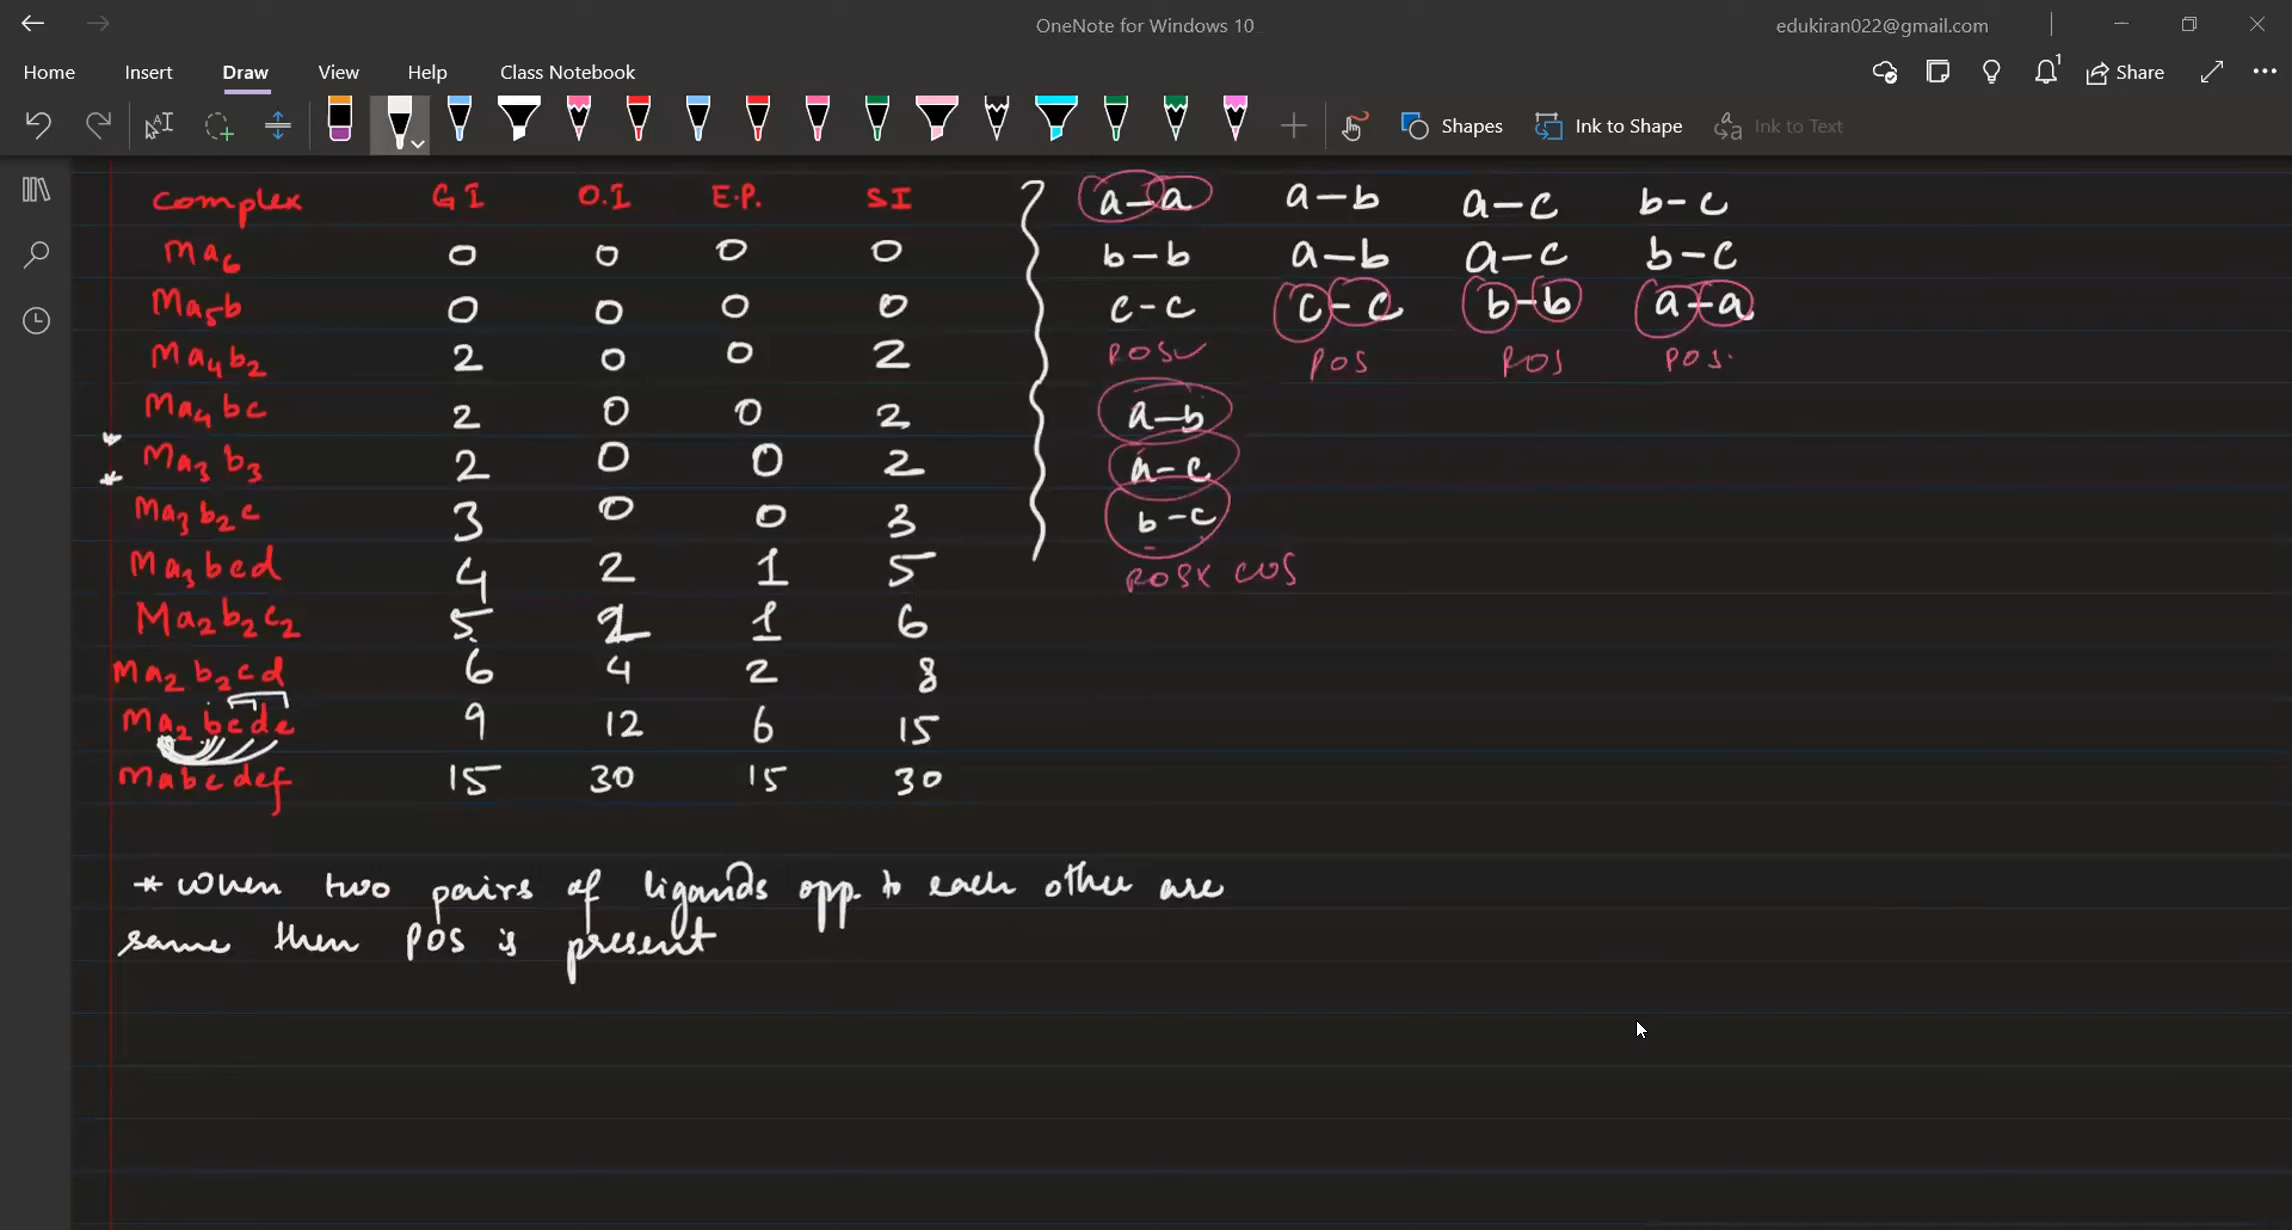 OneNote for Windows 10
edukiran022@gmail.com
Home Insert Draw View Help Class Notebook
1
Share
Shapes
Ink to Shape
Ink to Text
complex GI O.I E.P. SI
Ma6 0 0 0 0
Ma5b 0 0 0 0
Ma4b2 2 0 0 2
Ma4bc 2 0 0 2
* Ma3b3 2 0 0 2
Ma3b2c 3 0 0 3
Ma3bcd 4 2 1 5
Ma2b2c2 5 2 1 6
Ma2b2cd 6 4 2 8
Ma2bcde 9 12 6 15
Mabcdef 15 30 15 30
a-a a-b a-c b-c
b-b a-b a-c b-c
c-c c-c b-b a-a
POS✓ POS POS POS.
a-b
a-c
b-c
POSX COS
* when two pairs of ligands opp. to each other are
same then POS is present